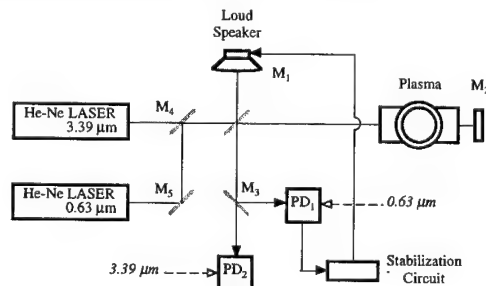 Loud
Speaker
M1
Plasma
M4
He-Ne LASER
3.39 µm
He-Ne LASER
0.63 µm
M5
M3
PD1
0.63 µm
3.39 µm
PD2
Stabilization
Circuit